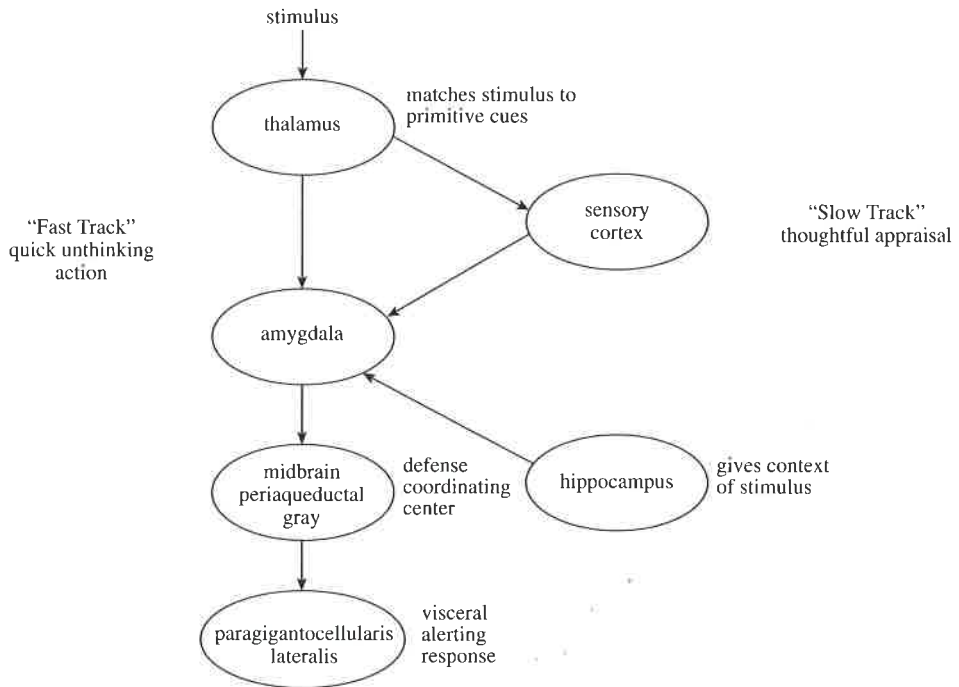 stimulus
thalamus
matches stimulus to
primitive cues
“Fast Track”
quick unthinking
action
sensory
cortex
“Slow Track”
thoughtful appraisal
amygdala
midbrain
periaqueductal
gray
defense
coordinating
center
hippocampus
gives context
of stimulus
paragigantocellularis
lateralis
visceral
alerting
response